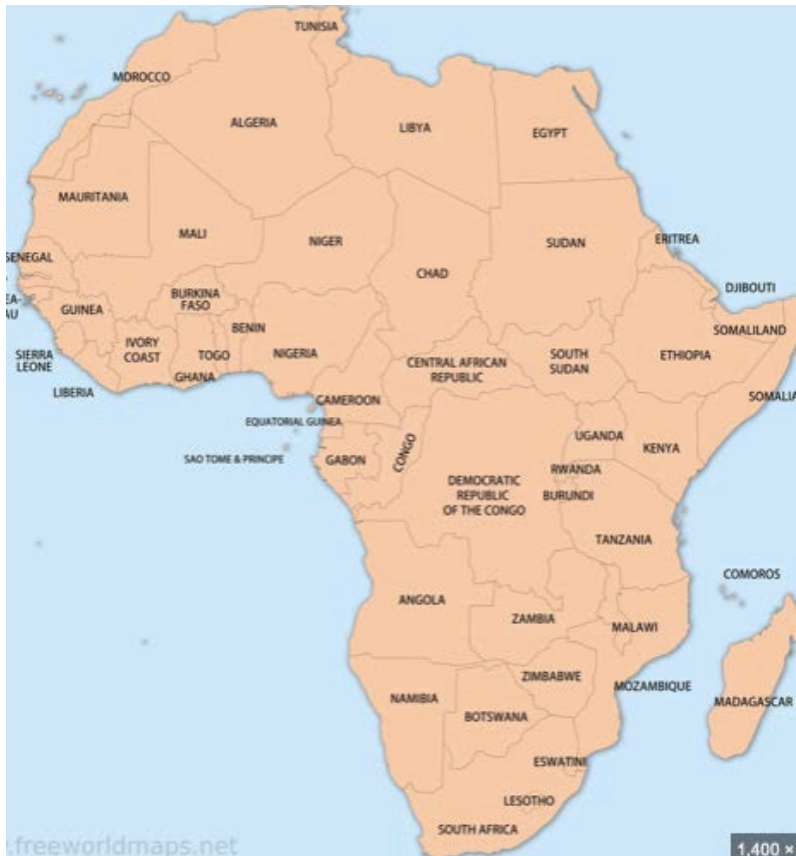 TUNISIA
MOROCCO
ALGERIA
LIBYA
EGYPT
MAURITANIA
MALI
NIGER
CHAD
SUDAN
ERITREA
SENEGAL
DJIBOUTI
EA-
AU
GUINEA
BURKINA
FASO
BENIN
SOMALILAND
SIERRA
LEONE
IVORY
COAST
TOGO
GHANA
NIGERIA
CENTRAL AFRICAN
REPUBLIC
SOUTH
SUDAN
ETHIOPIA
LIBERIA
CAMEROON
SOMALIA
EQUATORIAL GUINEA
SAO TOME & PRINCIPE
GABON
CONGO
UGANDA
KENYA
DEMOCRATIC
REPUBLIC
OF THE CONGO
RWANDA
BURUNDI
TANZANIA
COMOROS
ANGOLA
ZAMBIA
MALAWI
NAMIBIA
ZIMBABWE
MOZAMBIQUE
MADAGASCAR
BOTSWANA
ESWATINI
LESOTHO
SOUTH AFRICA
.freeworldmaps.net
1,400 ×